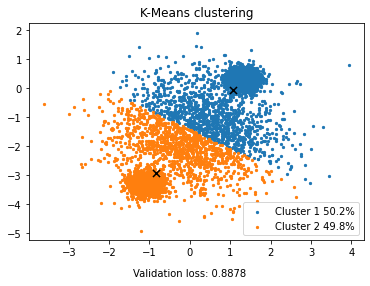 K-Means clustering
2
1
0
−1
−2
−3
−4
−5
Cluster 1 50.2%
Cluster 2 49.8%
−3 −2 −1 0 1 2 3 4
Validation loss: 0.8878